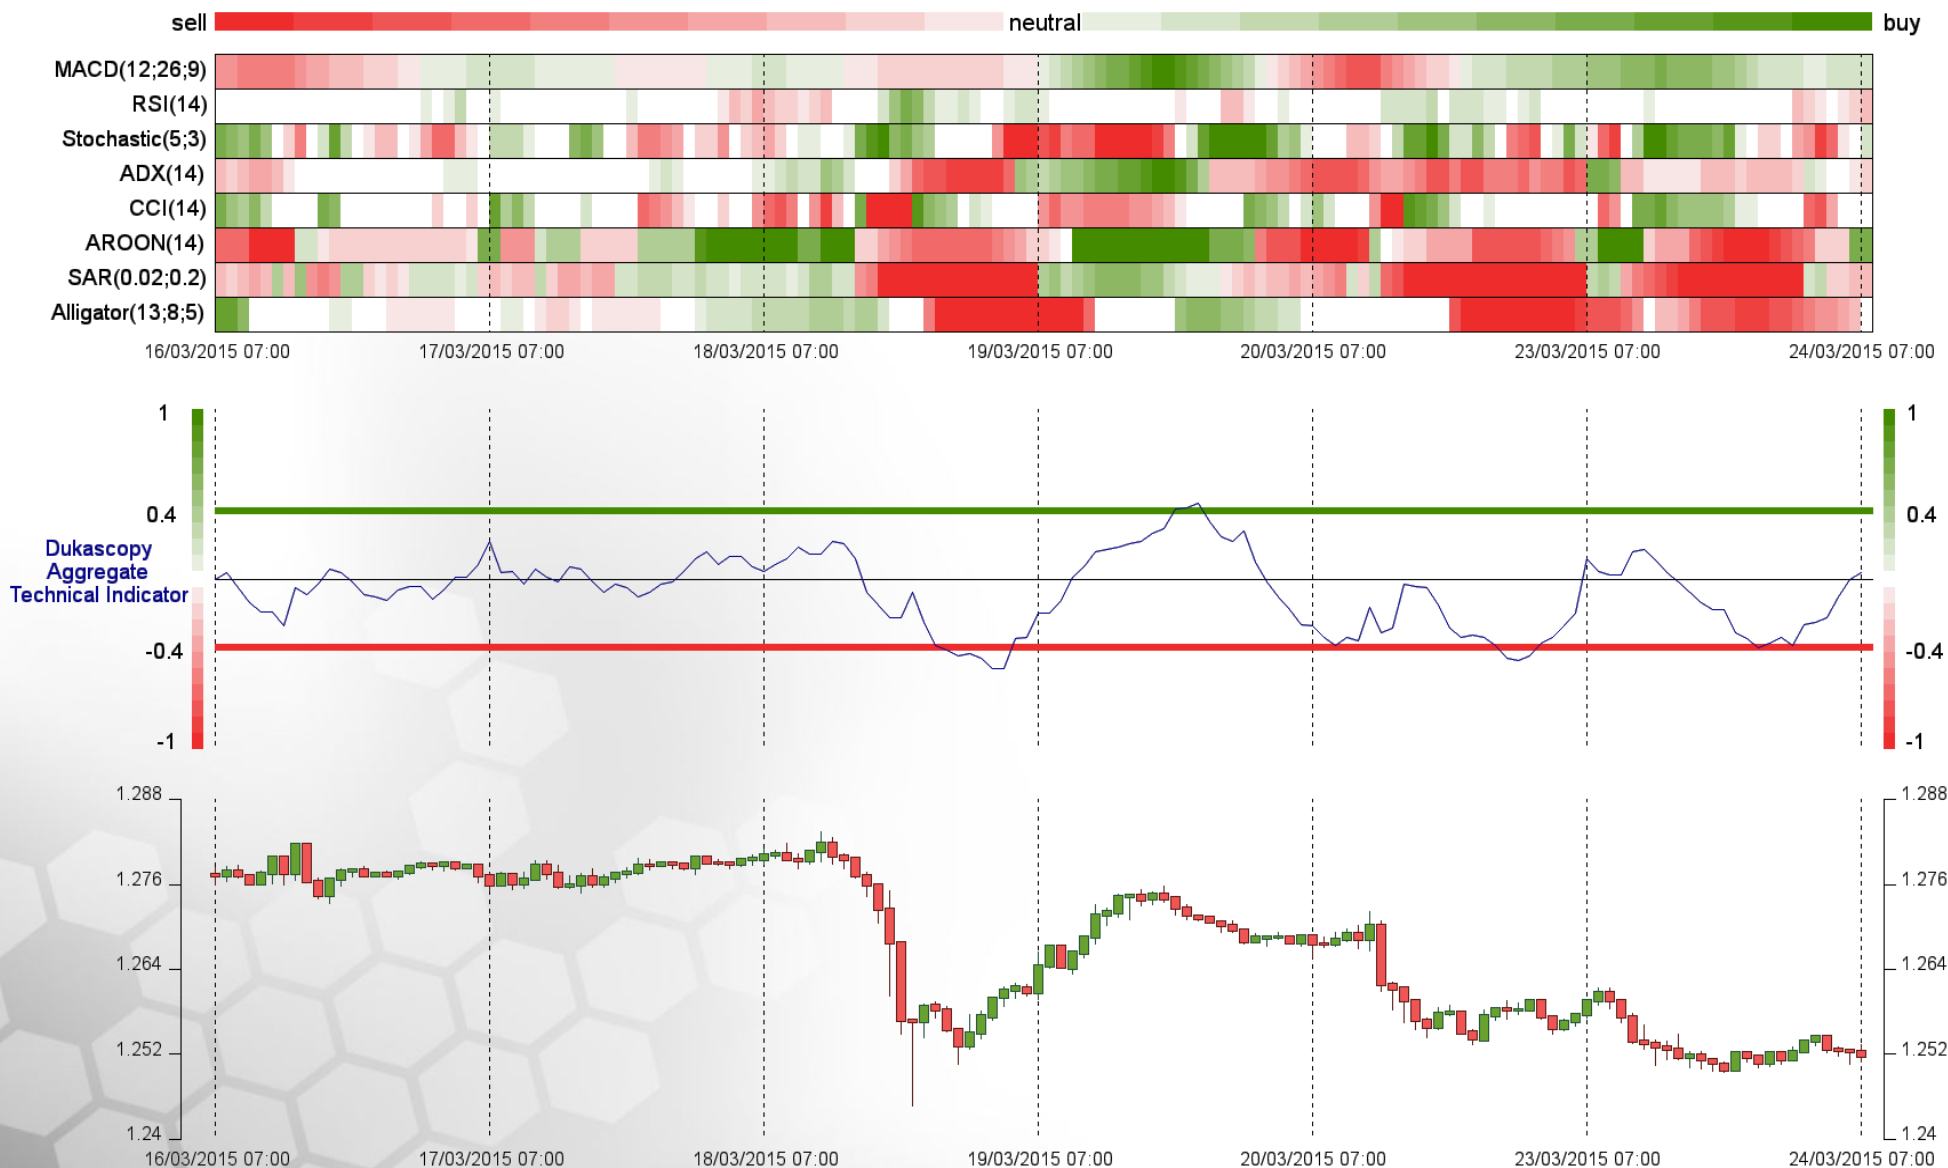 sell neutral buy
MACD(12;26;9)
RSI(14)
Stochastic(5;3)
ADX(14)
CCI(14)
AROON(14)
SAR(0.02;0.2)
Alligator(13;8;5)
16/03/2015 07:00 17/03/2015 07:00 18/03/2015 07:00 19/03/2015 07:00 20/03/2015 07:00 23/03/2015 07:00 24/03/2015 07:00
1 1
0.4 0.4
Dukascopy
Aggregate
Technical Indicator
-0.4 -0.4
-1 -1
1.288 1.288
1.276 1.276
1.264 1.264
1.252 1.252
1.24 1.24
16/03/2015 07:00 17/03/2015 07:00 18/03/2015 07:00 19/03/2015 07:00 20/03/2015 07:00 23/03/2015 07:00 24/03/2015 07:00